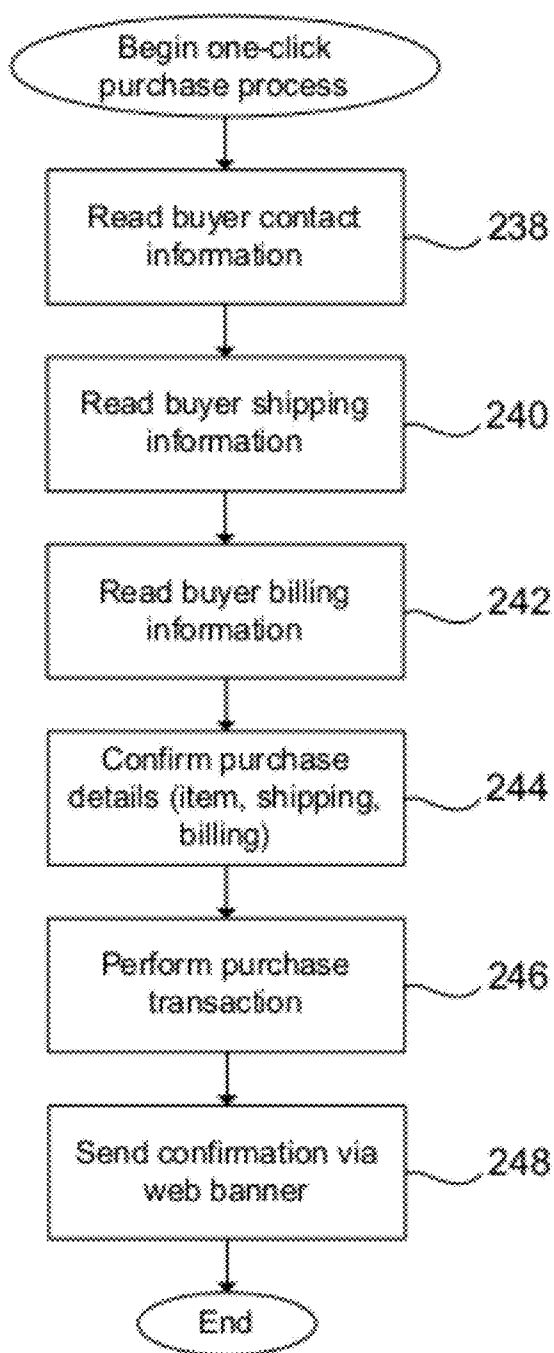 Begin one-click
purchase process
Read buyer contact
information
238
Read buyer shipping
information
240
Read buyer billing
information
242
Confirm purchase
details (item, shipping,
billing)
244
Perform purchase
transaction
246
Send confirmation via
web banner
248
End